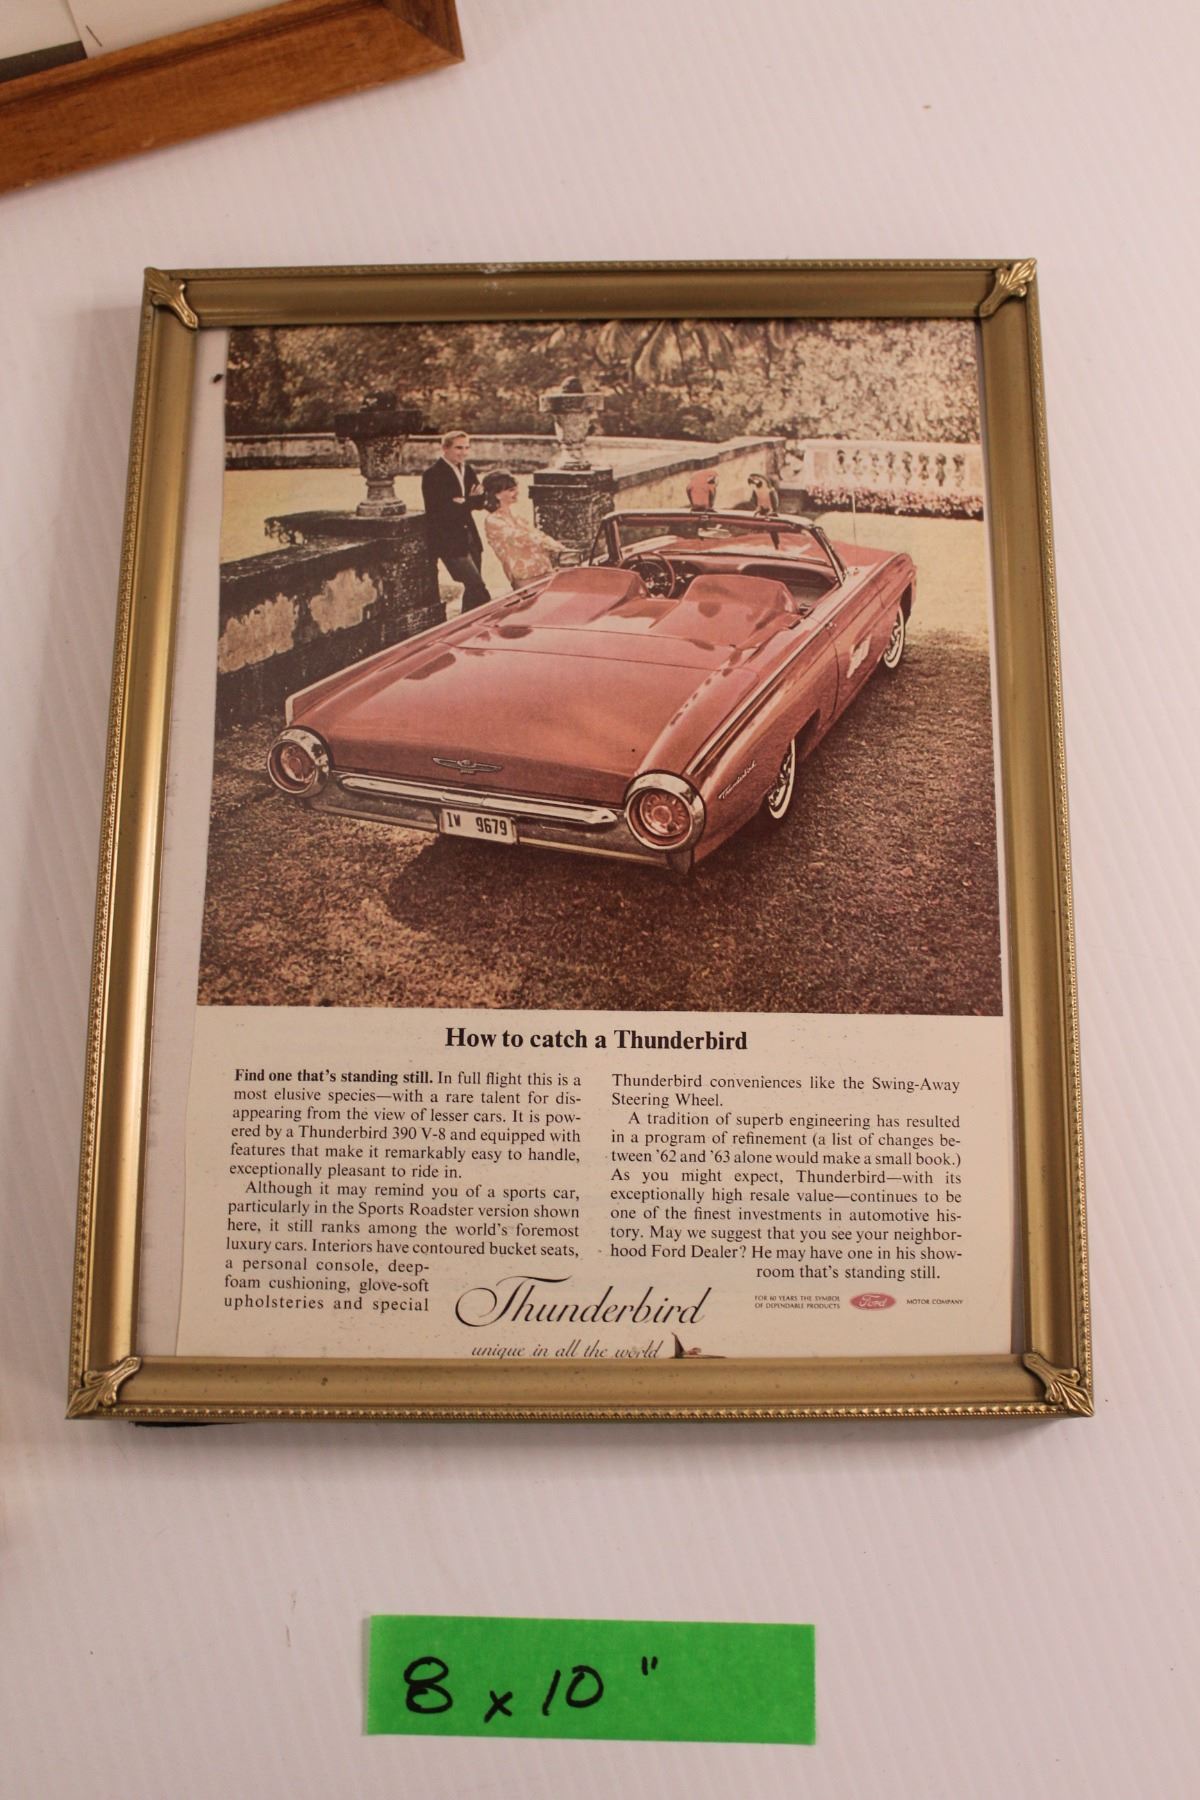 Thunderbird
1W 9679
How to catch a Thunderbird
Find one that's standing still. In full flight this is a
most elusive species—with a rare talent for dis-
appearing from the view of lesser cars. It is pow-
ered by a Thunderbird 390 V-8 and equipped with
features that make it remarkably easy to handle,
exceptionally pleasant to ride in.
Although it may remind you of a sports car,
particularly in the Sports Roadster version shown
here, it still ranks among the world's foremost
luxury cars. Interiors have contoured bucket seats,
a personal console, deep-
foam cushioning, glove-soft
upholsteries and special
Thunderbird conveniences like the Swing-Away
Steering Wheel.
A tradition of superb engineering has resulted
in a program of refinement (a list of changes be-
tween '62 and '63 alone would make a small book.)
As you might expect, Thunderbird—with its
exceptionally high resale value—continues to be
one of the finest investments in automotive his-
tory. May we suggest that you see your neighbor-
hood Ford Dealer? He may have one in his show-
room that's standing still.
Thunderbird
unique in all the world
FOR 60 YEARS THE SYMBOL
OF DEPENDABLE PRODUCTS
Ford
MOTOR COMPANY
8 x 10 "